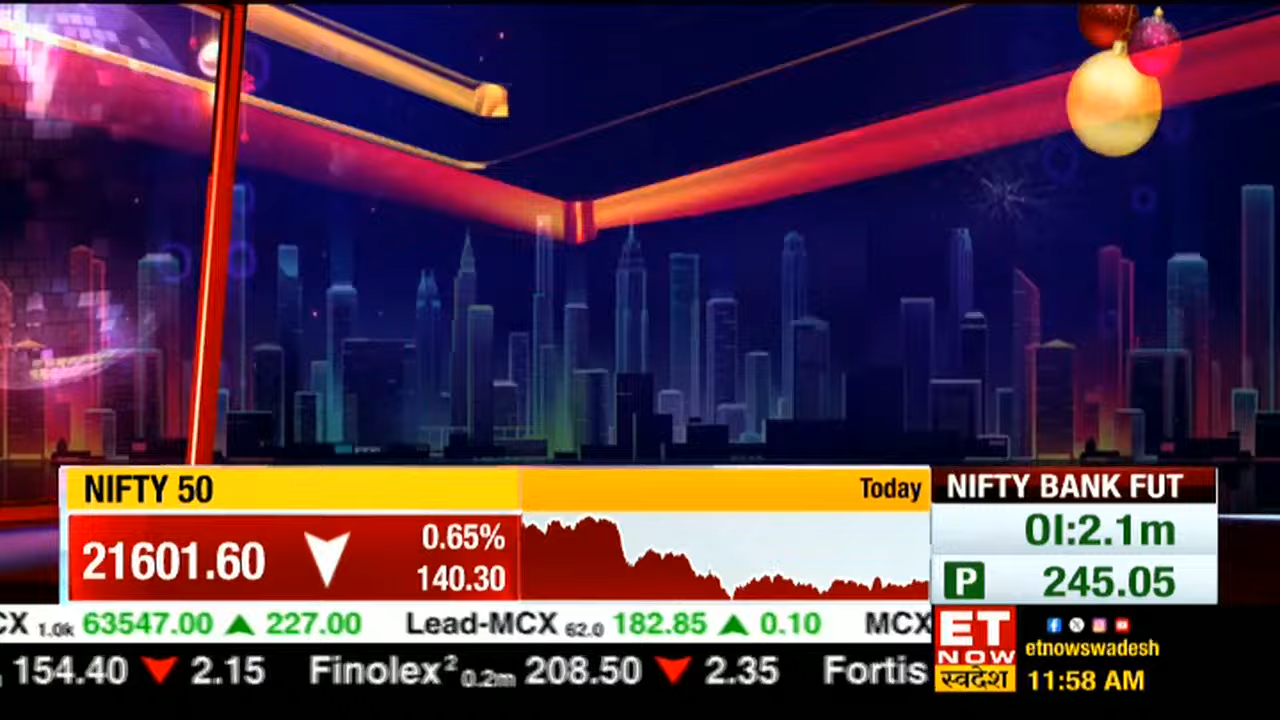 NIFTY 50
Today
NIFTY BANK FUT
21601.60
0.65%
140.30
OI:2.1m
P 245.05
CX 1.0k 63547.00 ▲ 227.00 Lead-MCX 62.0 182.85 ▲ 0.10 MCX
154.40 ▼ 2.15 Finolex² 0.2m 208.50 ▼ 2.35 Fortis
ET
NOW
स्वदेश
etnowswadesh
11:58 AM